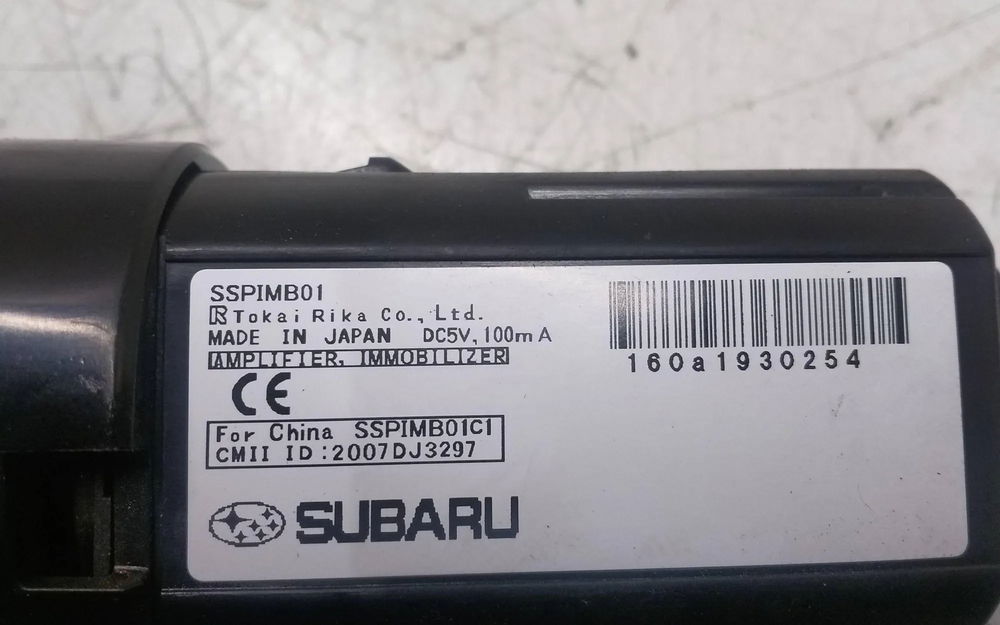 SSPIMB01
R Tokai Rika Co., Ltd.
MADE IN JAPAN DC5V, 100mA
AMPLIFIER, IMMOBILIZER
CE
For China SSPIMB01C1
CMII ID:2007DJ3297
SUBARU
160a1930254